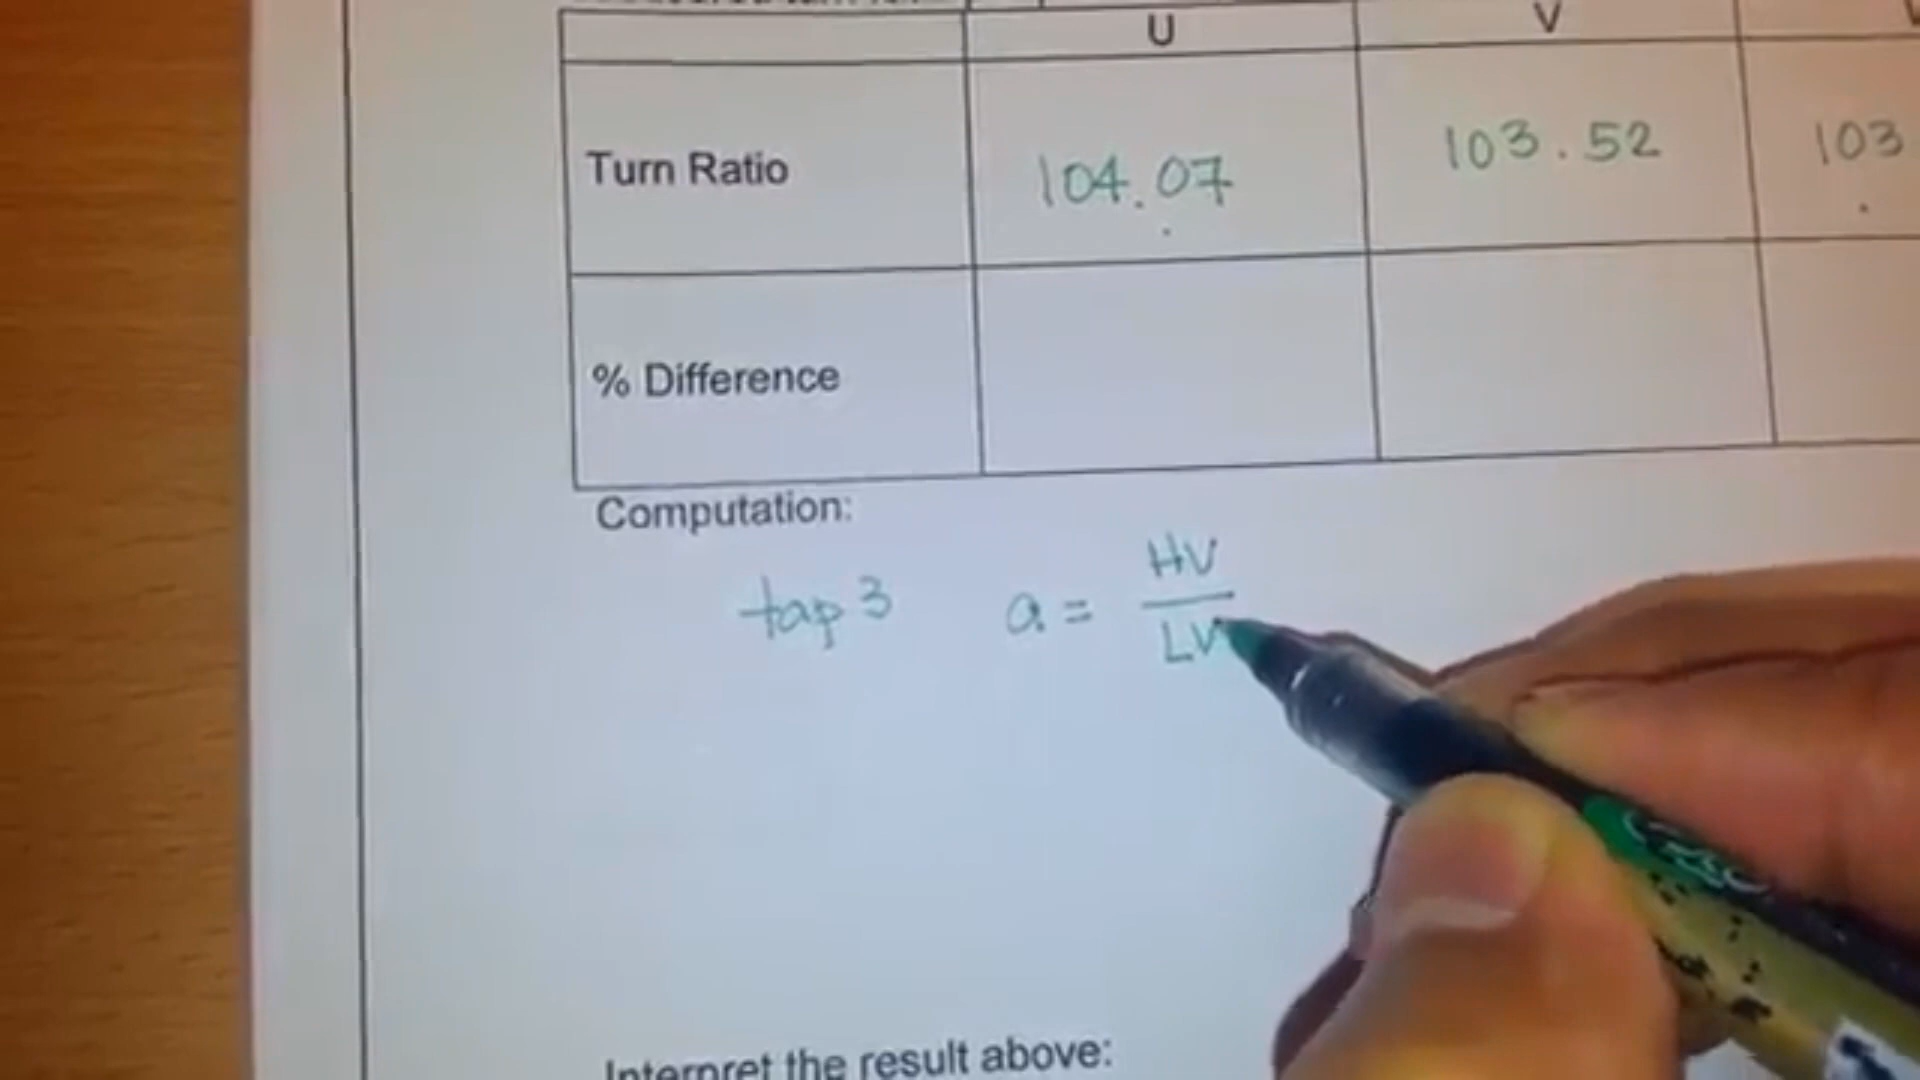 U V
Turn Ratio 104.07 103.52 103
% Difference
Computation:
tap 3 a = HV
LV
Interpret the result above: